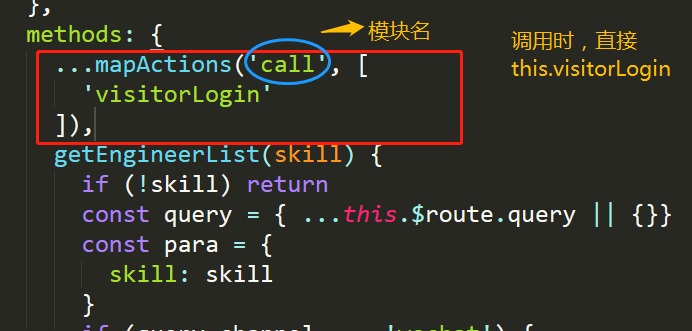 },
methods: {
模块名
调用时，直接
this.visitorLogin
...mapActions('call', [
'visitorLogin'
]),
getEngineerList(skill) {
if (!skill) return
const query = { ...this.$route.query || {}}
const para = {
skill: skill
}